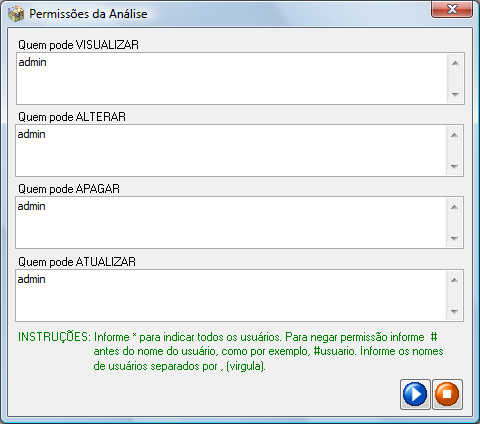 Permissões da Análise
Quem pode VISUALIZAR
admin
Quem pode ALTERAR
admin
Quem pode APAGAR
admin
Quem pode ATUALIZAR
admin
INSTRUÇÕES: Informe * para indicar todos os usuários. Para negar permissão informe #
antes do nome do usuário, como por exemplo, #usuario. Informe os nomes
de usuários separados por , (virgula).